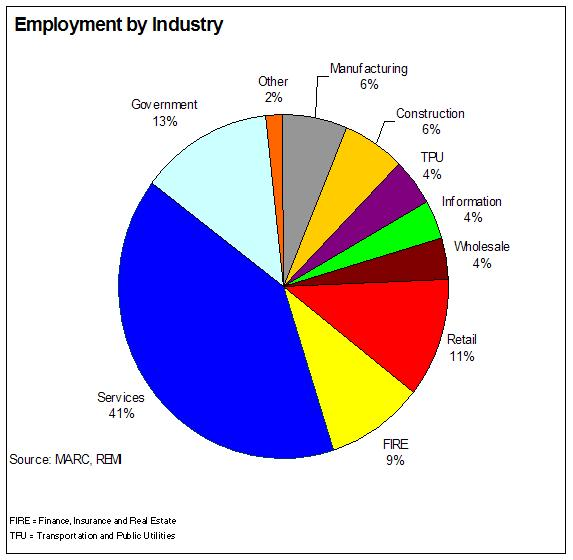 Employment by Industry
Other
2%
Manufacturing
6%
Construction
6%
TPU
4%
Information
4%
Wholesale
4%
Retail
11%
FIRE
9%
Services
41%
Government
13%
Source: MARC, REMI
FIRE = Finance, Insurance and Real Estate
TPU = Transportation and Public Utilities